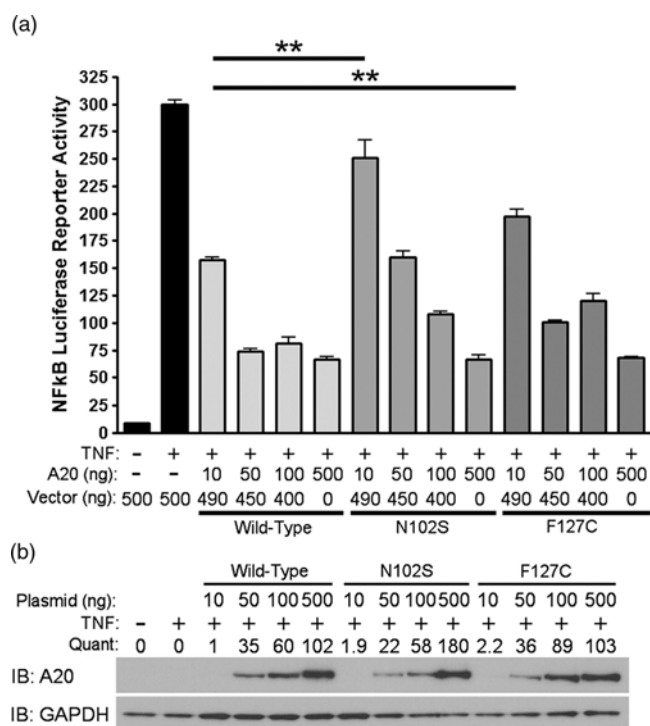 (a)
**
**
NFkB Luciferase Reporter Activity
325
300
275
250
225
200
175
150
125
100
75
50
25
0
TNF: - + + + + + + + + + + + + +
A20 (ng): - - 10 50 100 500 10 50 100 500 10 50 100 500
Vector (ng): 500 500 490 450 400 0 490 450 400 0 490 450 400 0
Wild-Type N102S F127C
(b)
Wild-Type N102S F127C
Plasmid (ng): 10 50 100 500 10 50 100 500 10 50 100 500
TNF: - + + + + + + + + + + + + +
Quant: 0 0 1 35 60 102 1.9 22 58 180 2.2 36 89 103
IB: A20
IB: GAPDH